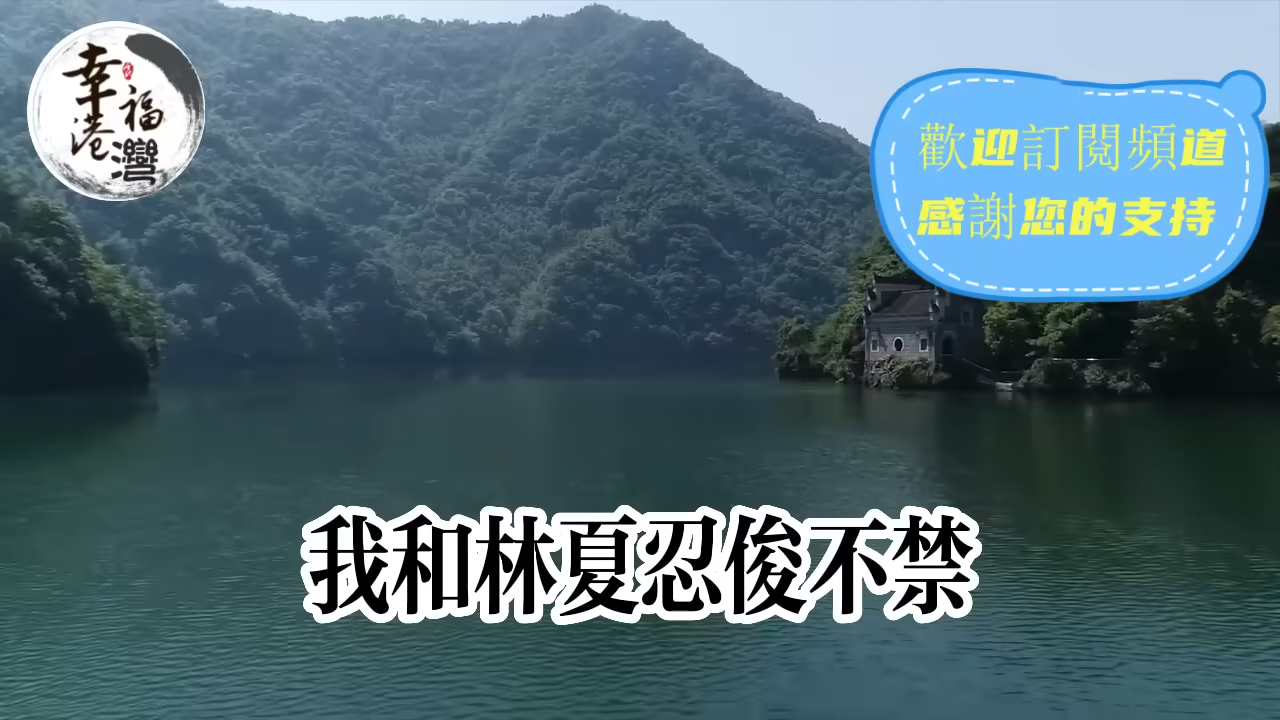 幸福
港灣
歡迎訂閱頻道
感謝您的支持
我和林夏忍俊不禁